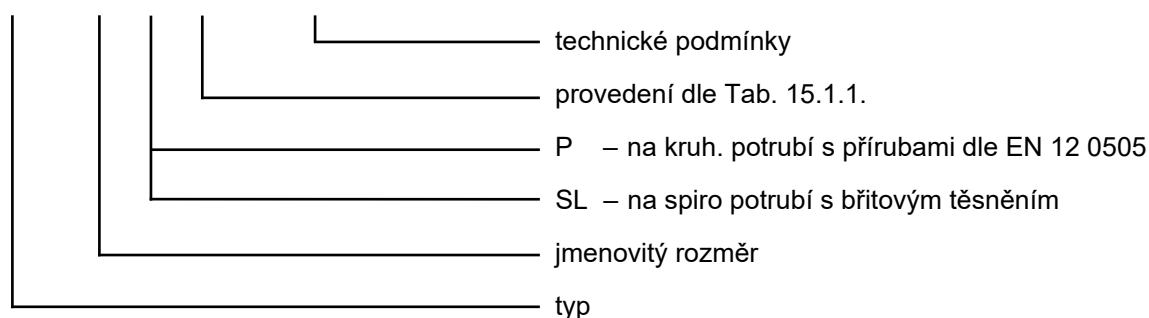 technické podmínky
provedení dle Tab. 15.1.1.
P – na kruh. potrubí s přírubami dle EN 12 0505
SL – na spiro potrubí s břitovým těsněním
jmenovitý rozměr
typ